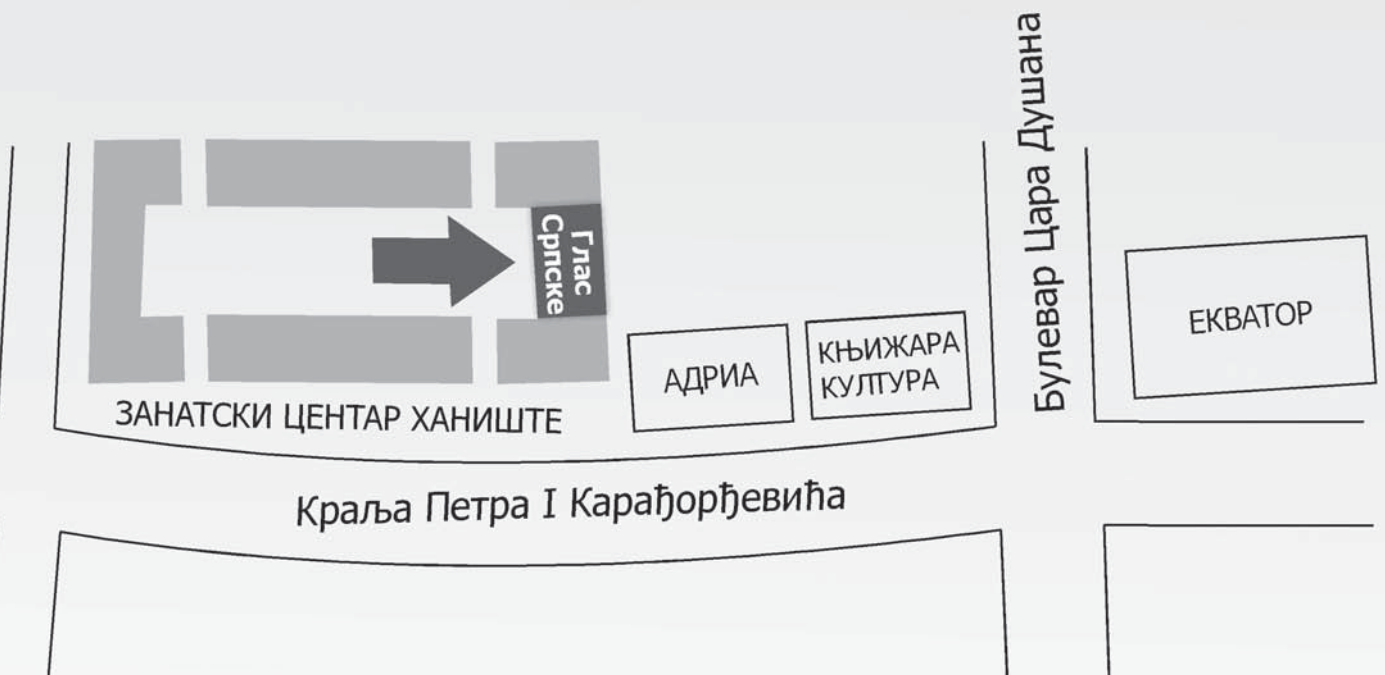 Булевар Цара Душана
Глас
Српске
ЕКВАТОР
АДРИА
КЊИЖАРА
КУЛТУРА
ЗАНАТСКИ ЦЕНТАР ХАНИШТЕ
Краља Петра I Карађорђевића